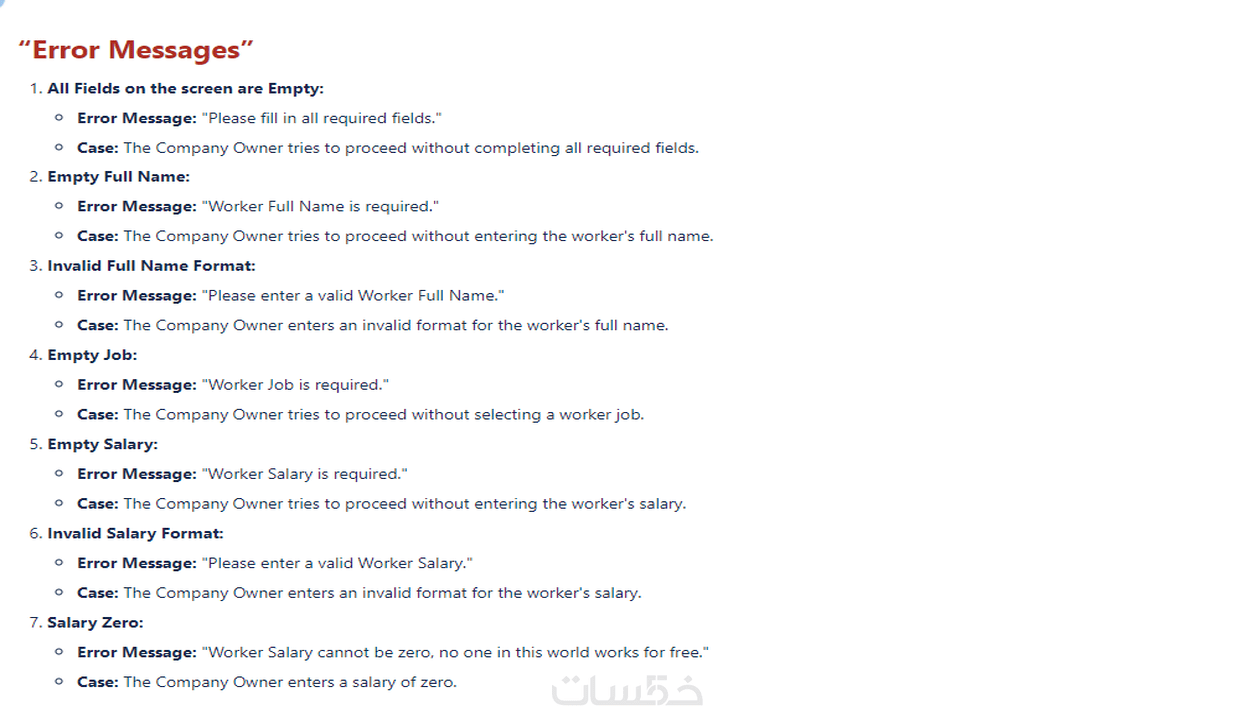 “Error Messages”
1. All Fields on the screen are Empty:
Error Message: "Please fill in all required fields."
Case: The Company Owner tries to proceed without completing all required fields.
2. Empty Full Name:
Error Message: "Worker Full Name is required."
Case: The Company Owner tries to proceed without entering the worker's full name.
3. Invalid Full Name Format:
Error Message: "Please enter a valid Worker Full Name."
Case: The Company Owner enters an invalid format for the worker's full name.
4. Empty Job:
Error Message: "Worker Job is required."
Case: The Company Owner tries to proceed without selecting a worker job.
5. Empty Salary:
Error Message: "Worker Salary is required."
Case: The Company Owner tries to proceed without entering the worker's salary.
6. Invalid Salary Format:
Error Message: "Please enter a valid Worker Salary."
Case: The Company Owner enters an invalid format for the worker's salary.
7. Salary Zero:
Error Message: "Worker Salary cannot be zero, no one in this world works for free."
Case: The Company Owner enters a salary of zero.
خمسات